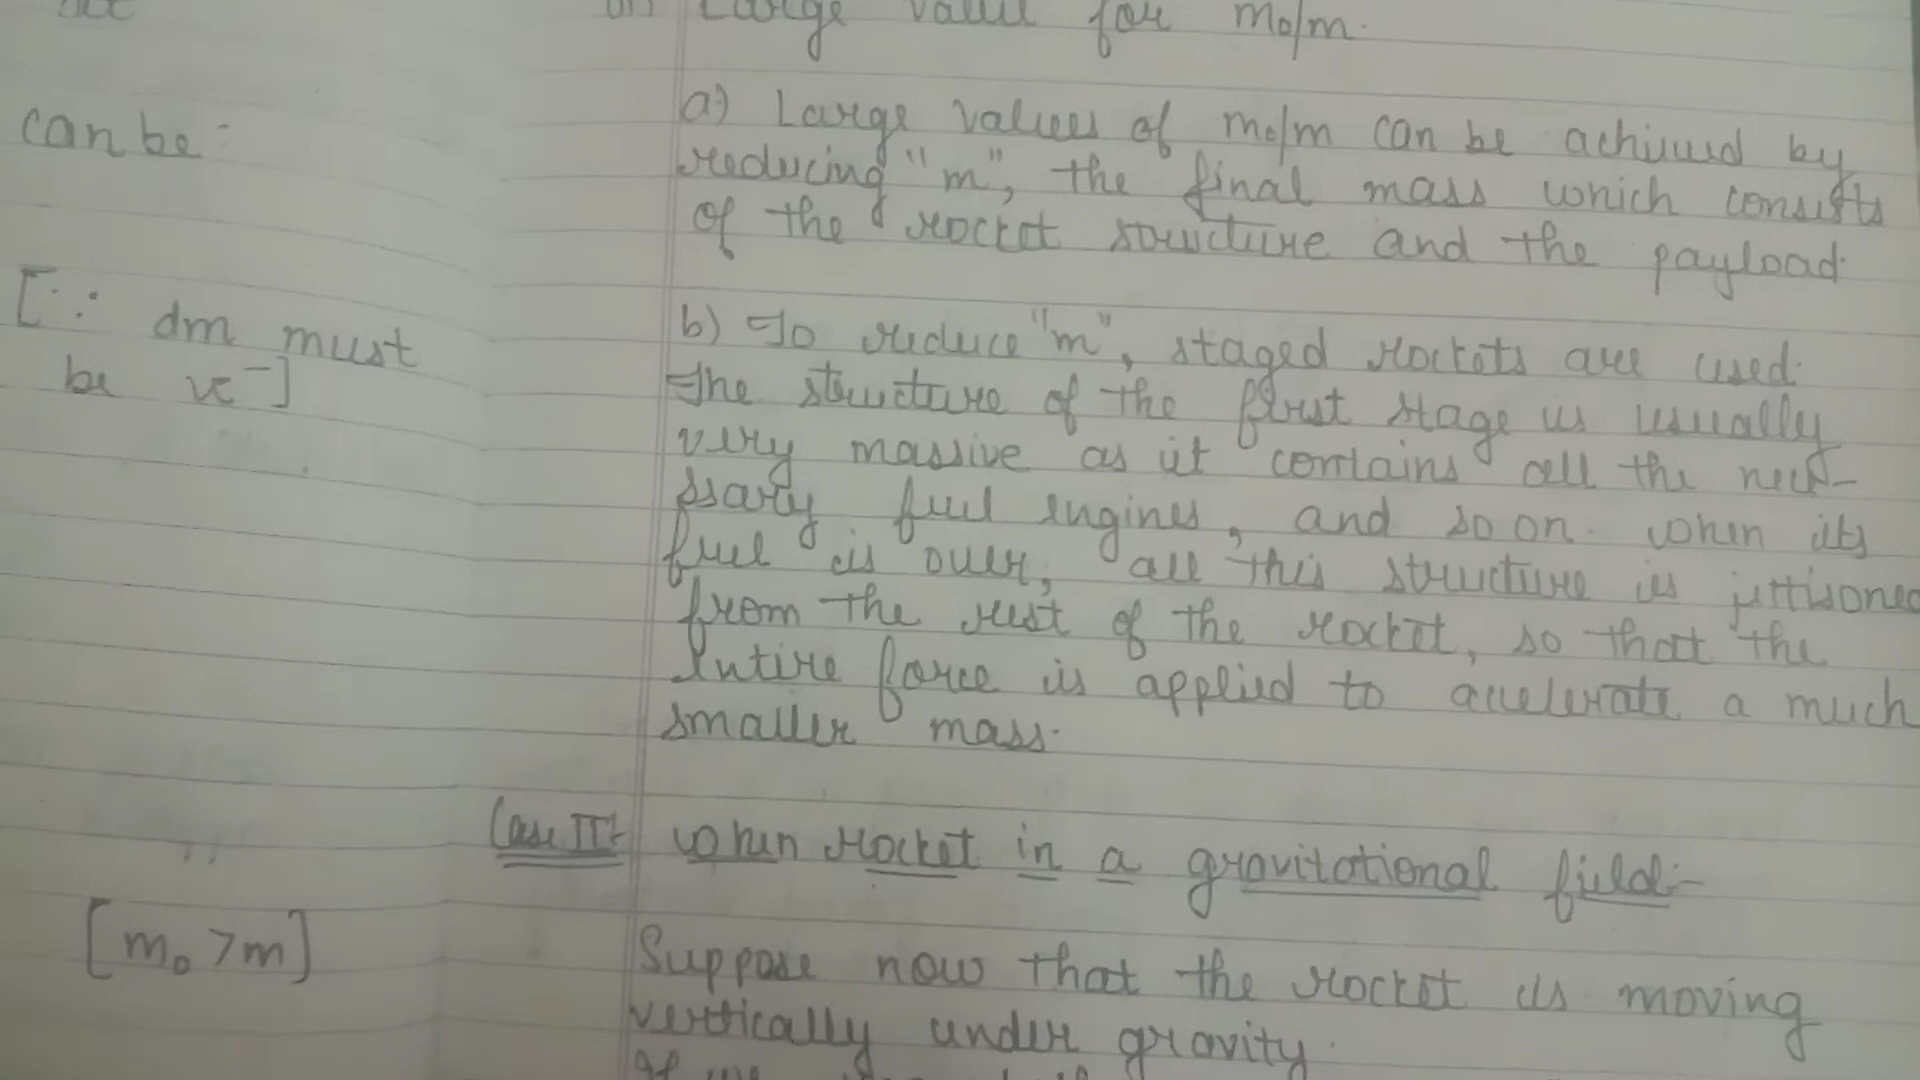 Large value for mo/m.
a) Large values of mo/m can be achieved by
reducing "m", the final mass which consists
of the rocket structure and the payload.
b) To reduce "m", staged rockets are used.
The structure of the first stage is usually
very massive as it contains all the nece-
ssary fuel engines, and so on. when its
fuel is over, all this structure is jettisoned
from the rest of the rocket, so that the
entire force is applied to accelerate a much
smaller mass.
Case II:- when rocket in a gravitational field:-
Suppose now that the rocket is moving
vertically under gravity.
can be:
[∵ dm must
be ve⁻]
[m₀ >m]